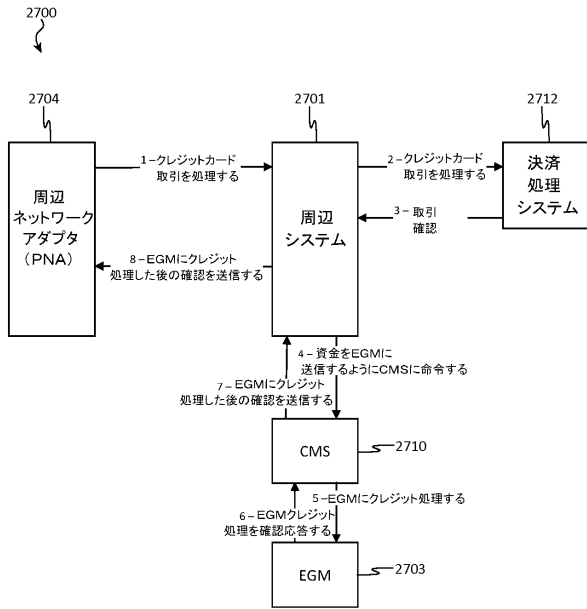 2700
2704
2701
2712
周辺
ネットワーク
アダプタ
(PNA)
1-クレジットカード
取引を処理する
周辺
システム
2-クレジットカード
取引を処理する
決済
処理
システム
3-取引
確認
8-EGMにクレジット
処理した後の確認を送信する
4-資金をEGMに
送信するようにCMSに命令する
7-EGMにクレジット
処理した後の確認を送信する
CMS
2710
5-EGMにクレジット処理する
6-EGMクレジット
処理を確認応答する
EGM
2703